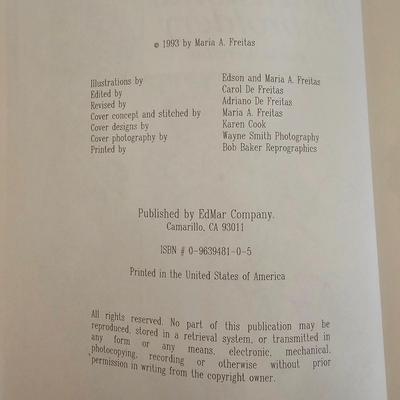 © 1993 by Maria A. Freitas
Illustrations by Edson and Maria A. Freitas
Edited by Carol De Freitas
Revised by Adriano De Freitas
Cover concept and stitched by Maria A. Freitas
Cover designs by Karen Cook
Cover photography by Wayne Smith Photography
Printed by Bob Baker Reprographics
Published by EdMar Company.
Camarillo, CA 93011
ISBN # 0-9639481-0-5
Printed in the United States of America
All rights reserved. No part of this publication may be
reproduced, stored in a retrieval system, or transmitted in
any form or any means, electronic, mechanical,
photocopying, recording or otherwise without prior
permission in writing from the copyright owner.